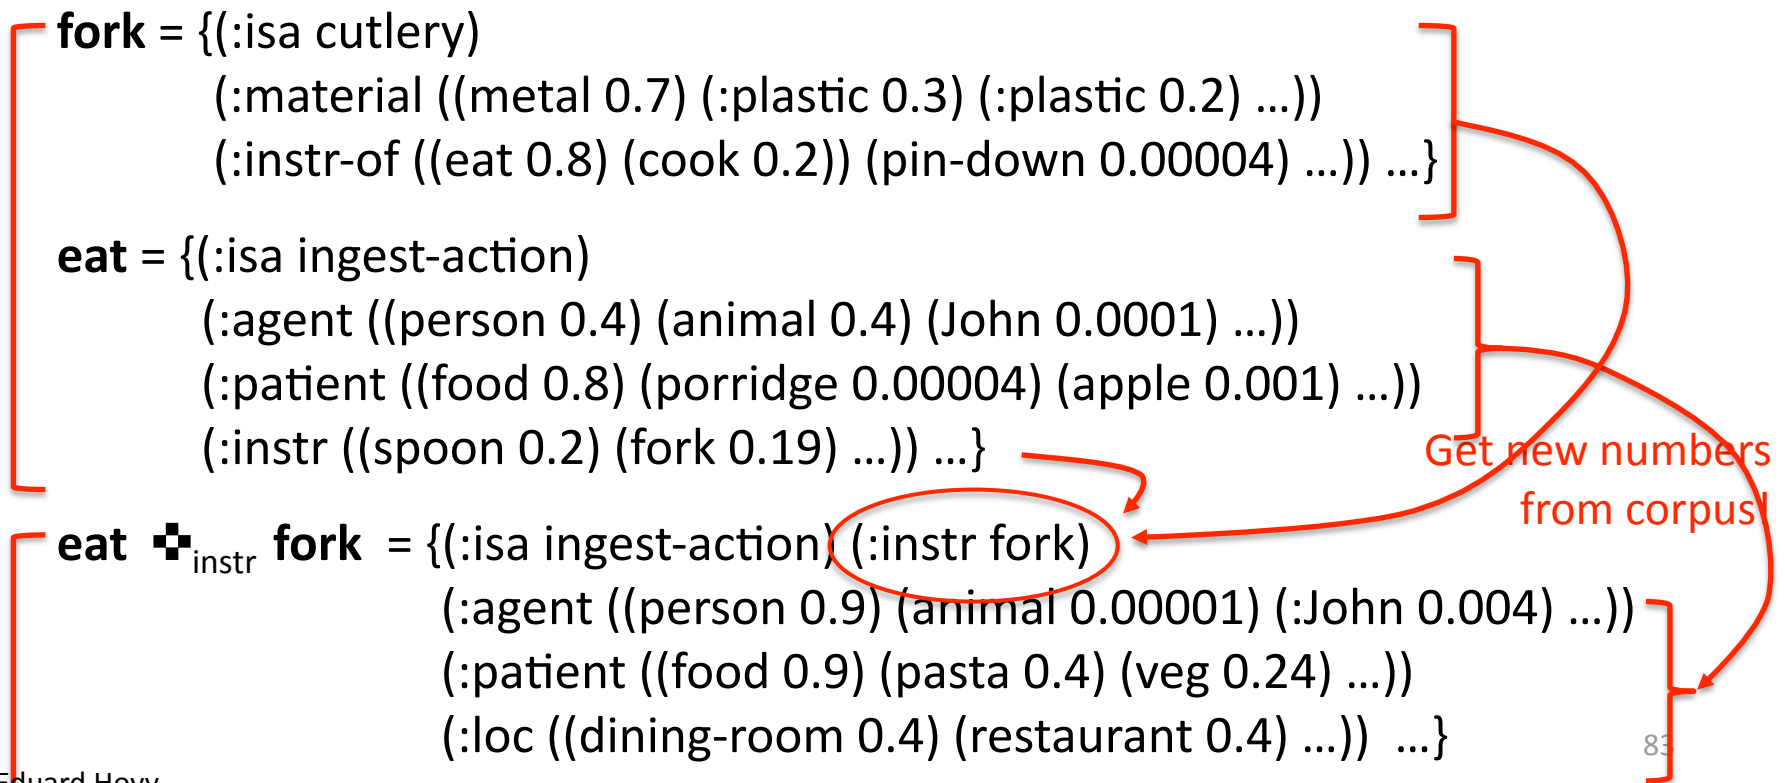 fork = {(:isa cutlery)
(:material ((metal 0.7) (:plastic 0.3) (:plastic 0.2) …))
(:instr-of ((eat 0.8) (cook 0.2)) (pin-down 0.00004) …)) …}
eat = {(:isa ingest-action)
(:agent ((person 0.4) (animal 0.4) (John 0.0001) …))
(:patient ((food 0.8) (porridge 0.00004) (apple 0.001) …))
(:instr ((spoon 0.2) (fork 0.19) …)) …}
Get new numbers
from corpus!
eat ✜instr fork = {(:isa ingest-action) (:instr fork)
(:agent ((person 0.9) (animal 0.00001) (:John 0.004) …))
(:patient ((food 0.9) (pasta 0.4) (veg 0.24) …))
(:loc ((dining-room 0.4) (restaurant 0.4) …)) …}
83
Eduard Hovy